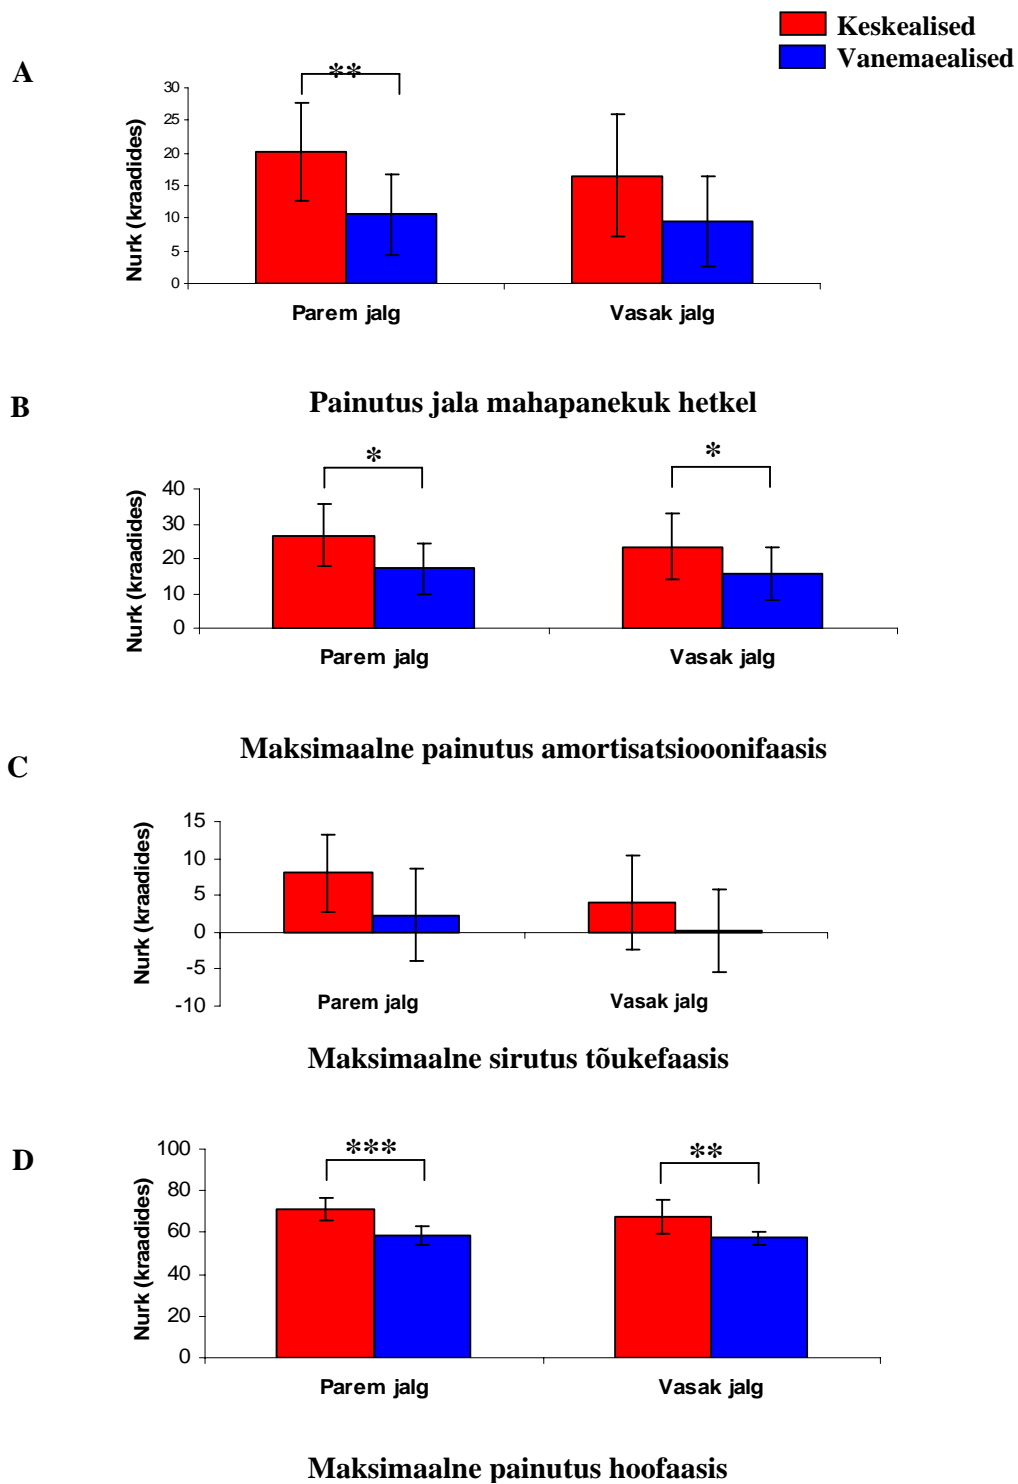 Keskealised
Vanemaealised
A
**
30
25
20
15
10
5
0
Nurk (kraadides)
Parem jalg
Vasak jalg
Painutus jala mahapanekuk hetkel
B
*
*
40
30
20
10
0
Nurk (kraadides)
Parem jalg
Vasak jalg
Maksimaalne painutus amortisatsiooonifaasis
C
15
10
5
0
-5
-10
Nurk (kraadides)
Parem jalg
Vasak jalg
Maksimaalne sirutus tõukefaasis
D
***
**
100
80
60
40
20
0
Nurk (kraadides)
Parem jalg
Vasak jalg
Maksimaalne painutus hoofaasis